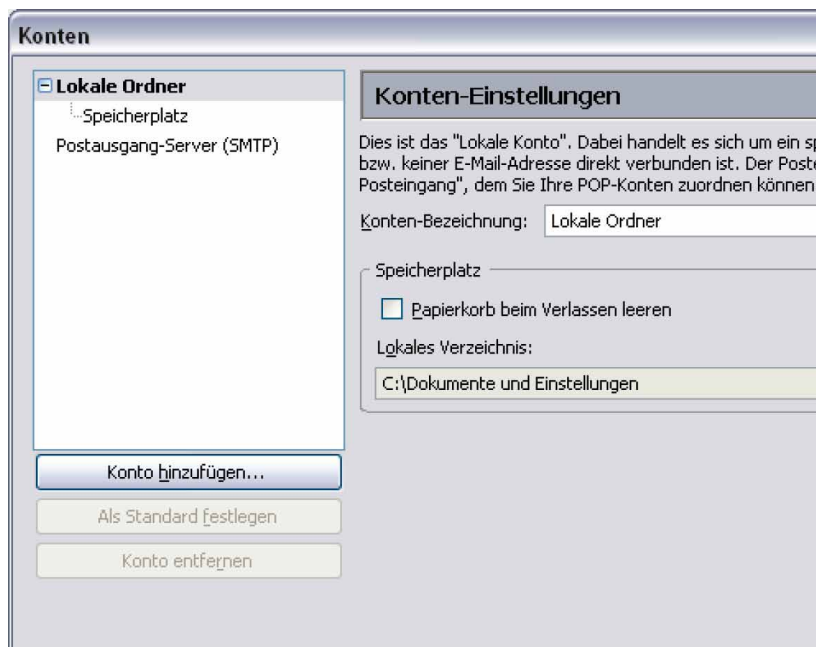 Konten
Lokale Ordner
Speicherplatz
Postausgang-Server (SMTP)
Konto hinzufügen...
Als Standard festlegen
Konto entfernen
Konten-Einstellungen
Dies ist das "Lokale Konto". Dabei handelt es sich um ein
bzw. keiner E-Mail-Adresse direkt verbunden ist. Der
Posteingang", dem Sie Ihre POP-Konten zuordnen können
Konten-Bezeichnung: Lokale Ordner
Speicherplatz
Papierkorb beim Verlassen leeren
Lokales Verzeichnis:
C:\Dokumente und Einstellungen